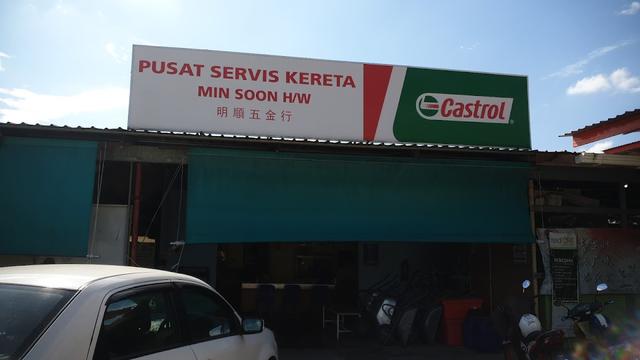 PUSAT SERVIS KERETA
MIN SOON H/W
明順五金行
Castrol